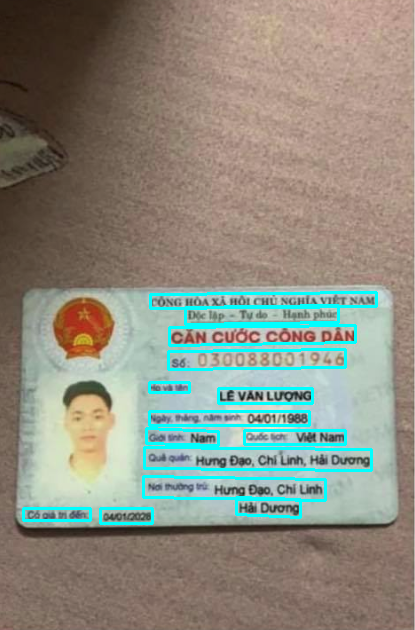 CỘNG HÒA XÃ HỘI CHỦ NGHĨA VIỆT NAM
Độc lập – Tự do – Hạnh phúc
CĂN CƯỚC CÔNG DÂN
Số: 030088001946
Họ và tên
LÊ VĂN LƯỢNG
Ngày, tháng, năm sinh: 04/01/1988
Giới tính: Nam Quốc tịch: Việt Nam
Quê quán: Hưng Đạo, Chí Linh, Hải Dương
Nơi thường trú: Hưng Đạo, Chí Linh
Hải Dương
Có giá trị đến: 04/01/2028